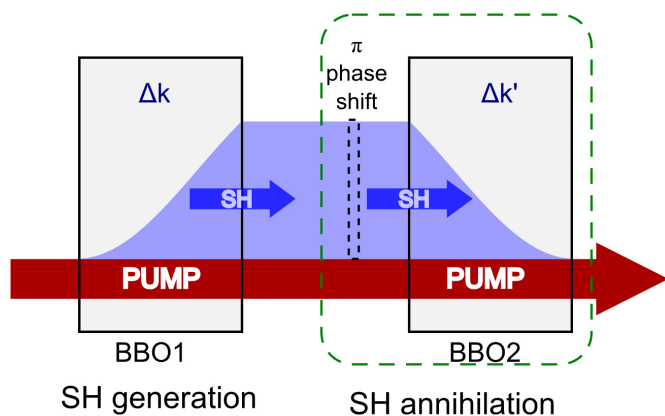 π
phase
shift
Δk
Δk'
SH
SH
PUMP
PUMP
BBO1
BBO2
SH generation
SH annihilation